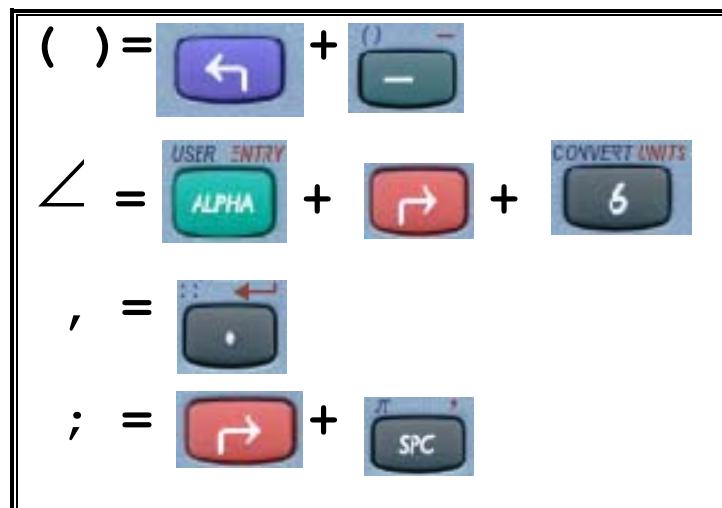 ( ) = + ( ) –
–
USER ENTRY CONVERT UNITS
∠ = ALPHA + + 6
, = : : .
; = + π , SPC